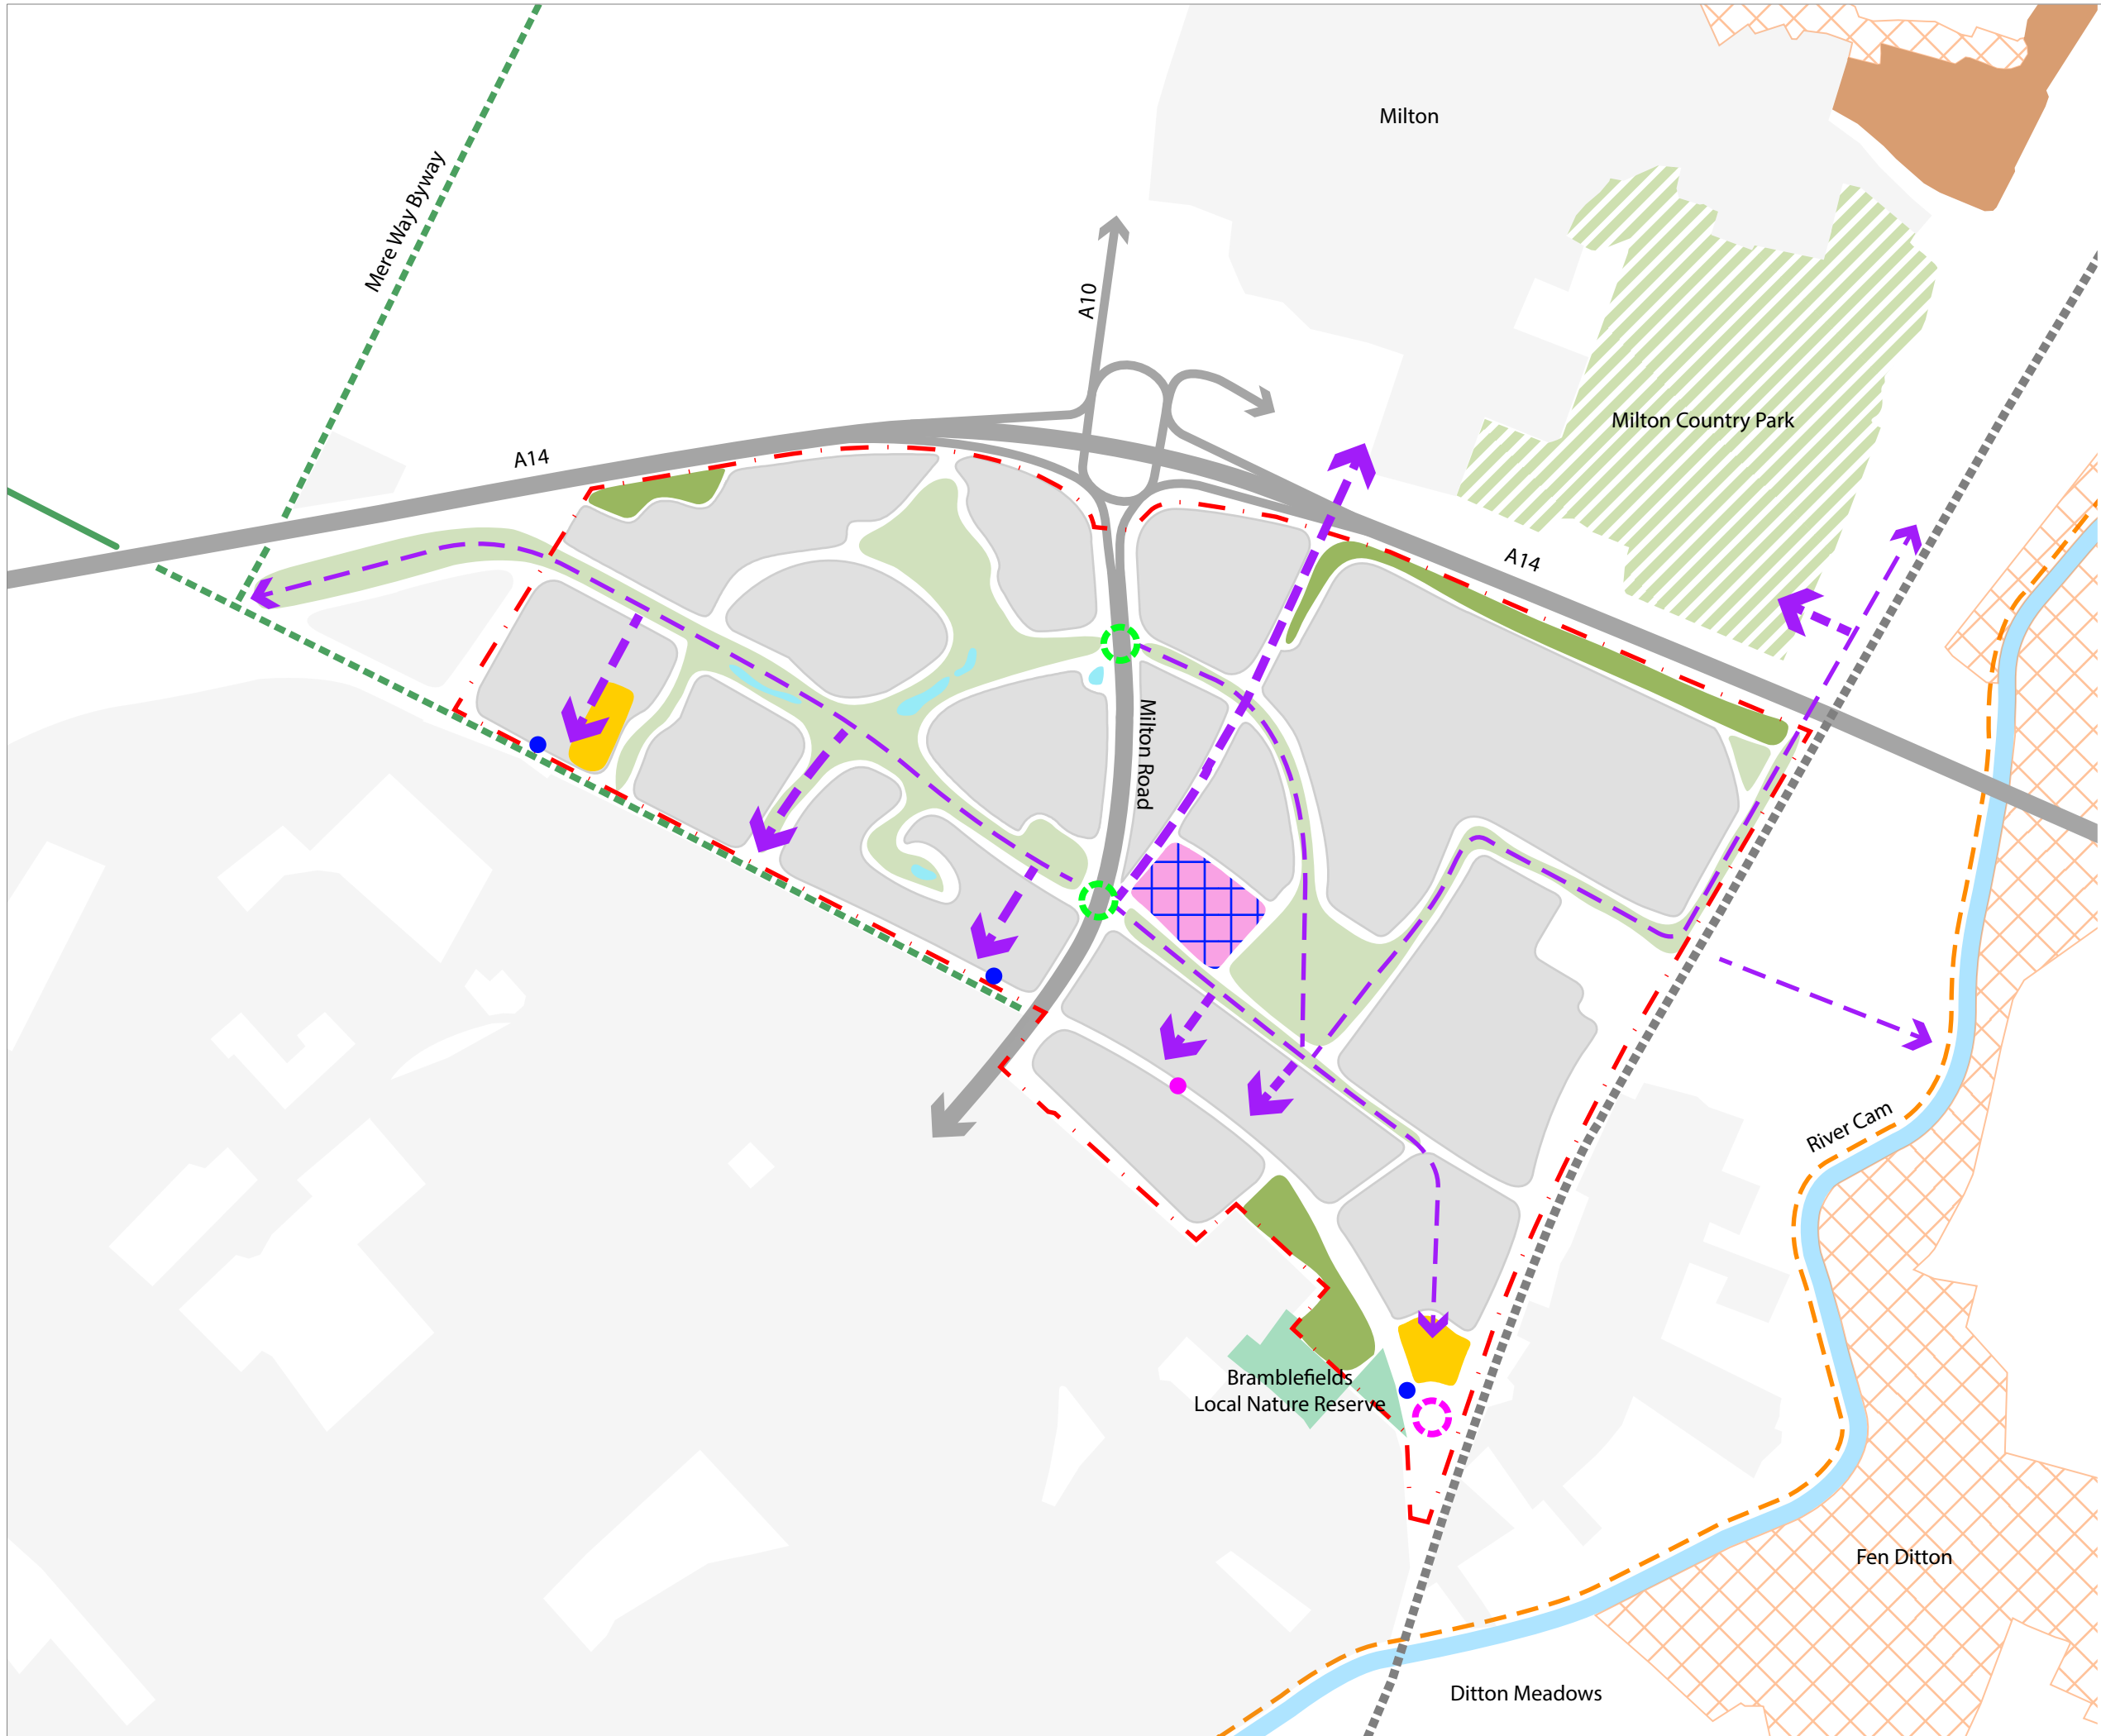 Milton
Mere Way Byway
A10
Milton Country Park
A14
A14
Milton Road
River Cam
Bramblefields
Local Nature Reserve
Fen Ditton
Ditton Meadows